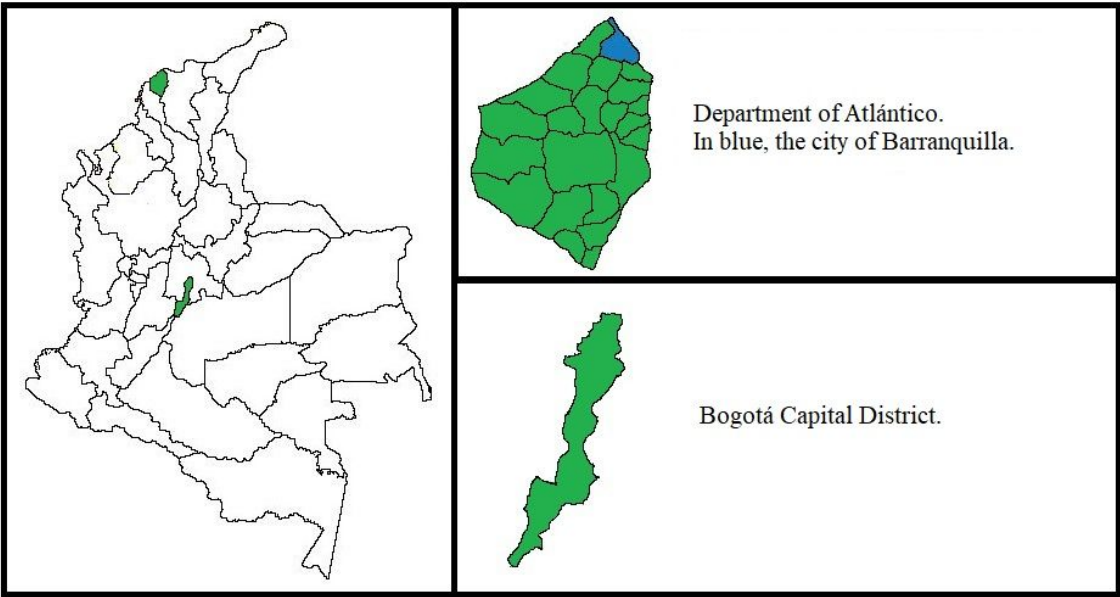 Department of Atlántico.
In blue, the city of Barranquilla.
Bogotá Capital District.